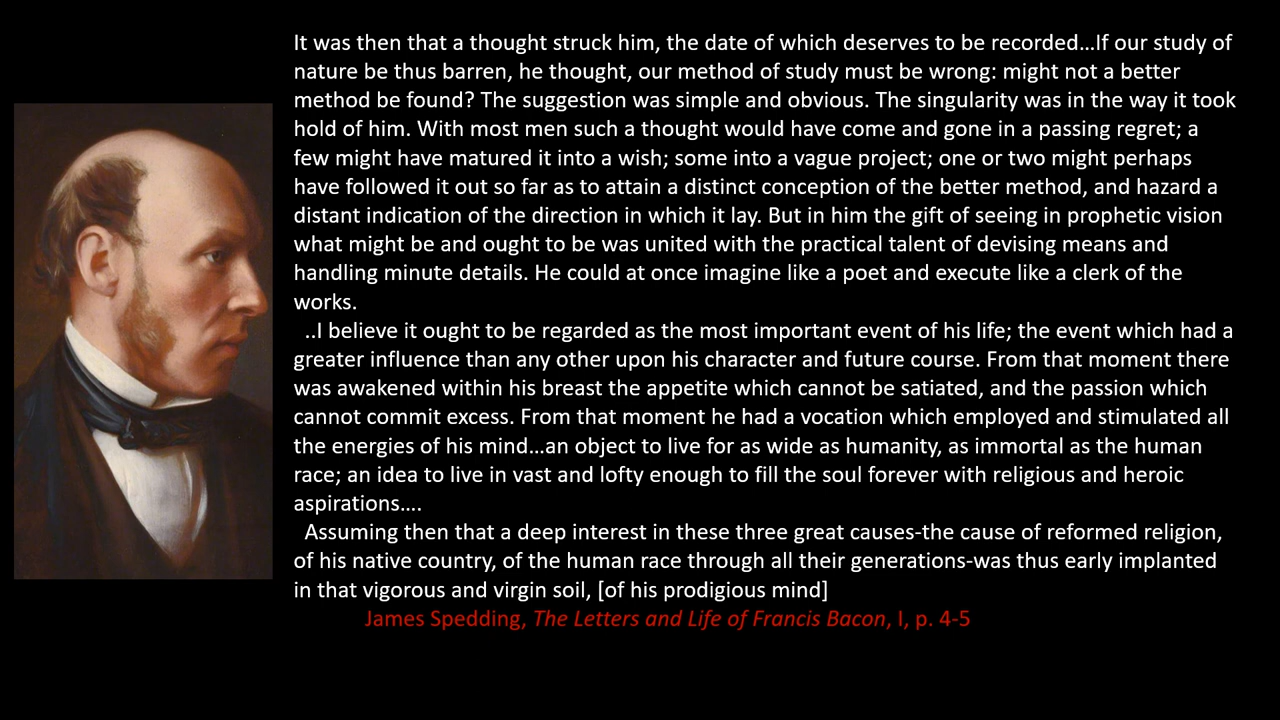 It was then that a thought struck him, the date of which deserves to be recorded…If our study of
nature be thus barren, he thought, our method of study must be wrong: might not a better
method be found? The suggestion was simple and obvious. The singularity was in the way it took
hold of him. With most men such a thought would have come and gone in a passing regret; a
few might have matured it into a wish; some into a vague project; one or two might perhaps
have followed it out so far as to attain a distinct conception of the better method, and hazard a
distant indication of the direction in which it lay. But in him the gift of seeing in prophetic vision
what might be and ought to be was united with the practical talent of devising means and
handling minute details. He could at once imagine like a poet and execute like a clerk of the
works.
..I believe it ought to be regarded as the most important event of his life; the event which had a
greater influence than any other upon his character and future course. From that moment there
was awakened within his breast the appetite which cannot be satiated, and the passion which
cannot commit excess. From that moment he had a vocation which employed and stimulated all
the energies of his mind…an object to live for as wide as humanity, as immortal as the human
race; an idea to live in vast and lofty enough to fill the soul forever with religious and heroic
aspirations….
Assuming then that a deep interest in these three great causes-the cause of reformed religion,
of his native country, of the human race through all their generations-was thus early implanted
in that vigorous and virgin soil, [of his prodigious mind]
James Spedding, The Letters and Life of Francis Bacon, I, p. 4-5